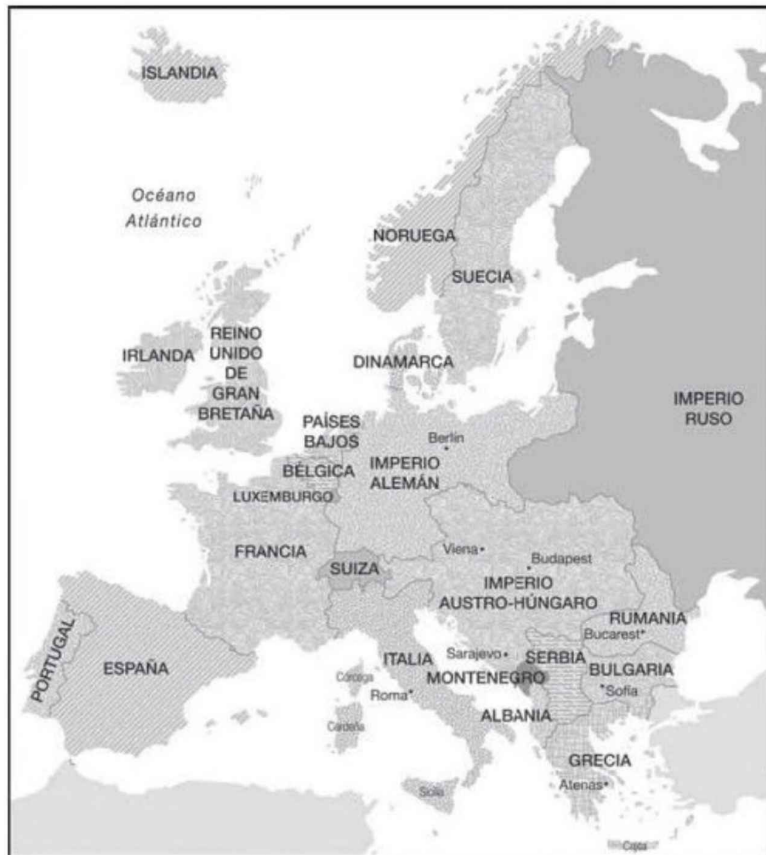 ISLANDIA
Océano
Atlántico
NORUEGA
SUECIA
IRLANDA
REINO
UNIDO
DE
GRAN
BRETAÑA
DINAMARCA
IMPERIO
RUSO
PAÍSES
BAJOS
Berlín
BÉLGICA
IMPERIO
ALEMÁN
LUXEMBURGO
FRANCIA
SUIZA
Viena
Budapest
IMPERIO
AUSTRO-HÚNGARO
RUMANIA
Bucarest
PORTUGAL
ESPAÑA
ITALIA
Sarajevo
SERBIA
BULGARIA
Córcega
MONTENEGRO
Roma
Sofía
Cerdeña
ALBANIA
GRECIA
Atenas